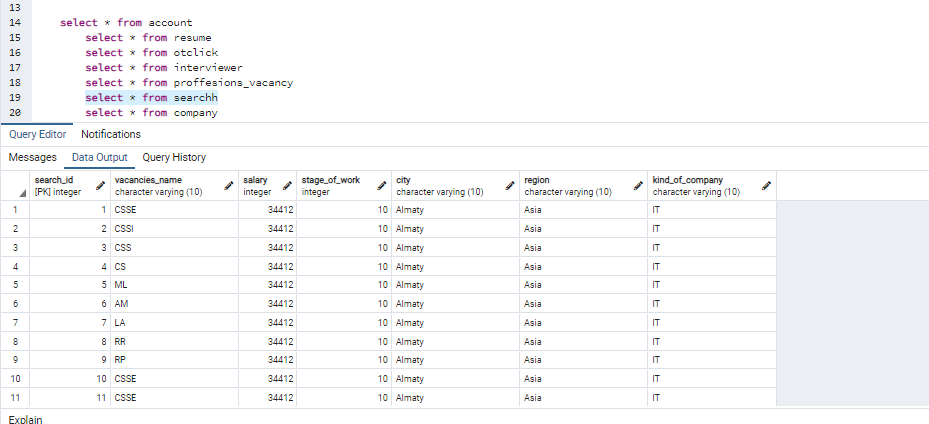 13
14 select * from account
15 select * from resume
16 select * from otclick
17 select * from interviewer
18 select * from proffesions_vacancy
19 select * from searchh
20 select * from company
Query Editor Notifications
Messages Data Output Query History
search_id vacancies_name salary stage_of_work city region kind_of_company
[PK] integer character varying (10) integer integer character varying (10) character varying (10) character varying (10)
1 1 CSSE 34412 10 Almaty Asia IT
2 2 CSSI 34412 10 Almaty Asia IT
3 3 CSS 34412 10 Almaty Asia IT
4 4 CS 34412 10 Almaty Asia IT
5 5 ML 34412 10 Almaty Asia IT
6 6 AM 34412 10 Almaty Asia IT
7 7 LA 34412 10 Almaty Asia IT
8 8 RR 34412 10 Almaty Asia IT
9 9 RP 34412 10 Almaty Asia IT
10 10 CSSE 34412 10 Almaty Asia IT
11 11 CSSE 34412 10 Almaty Asia IT
Explain